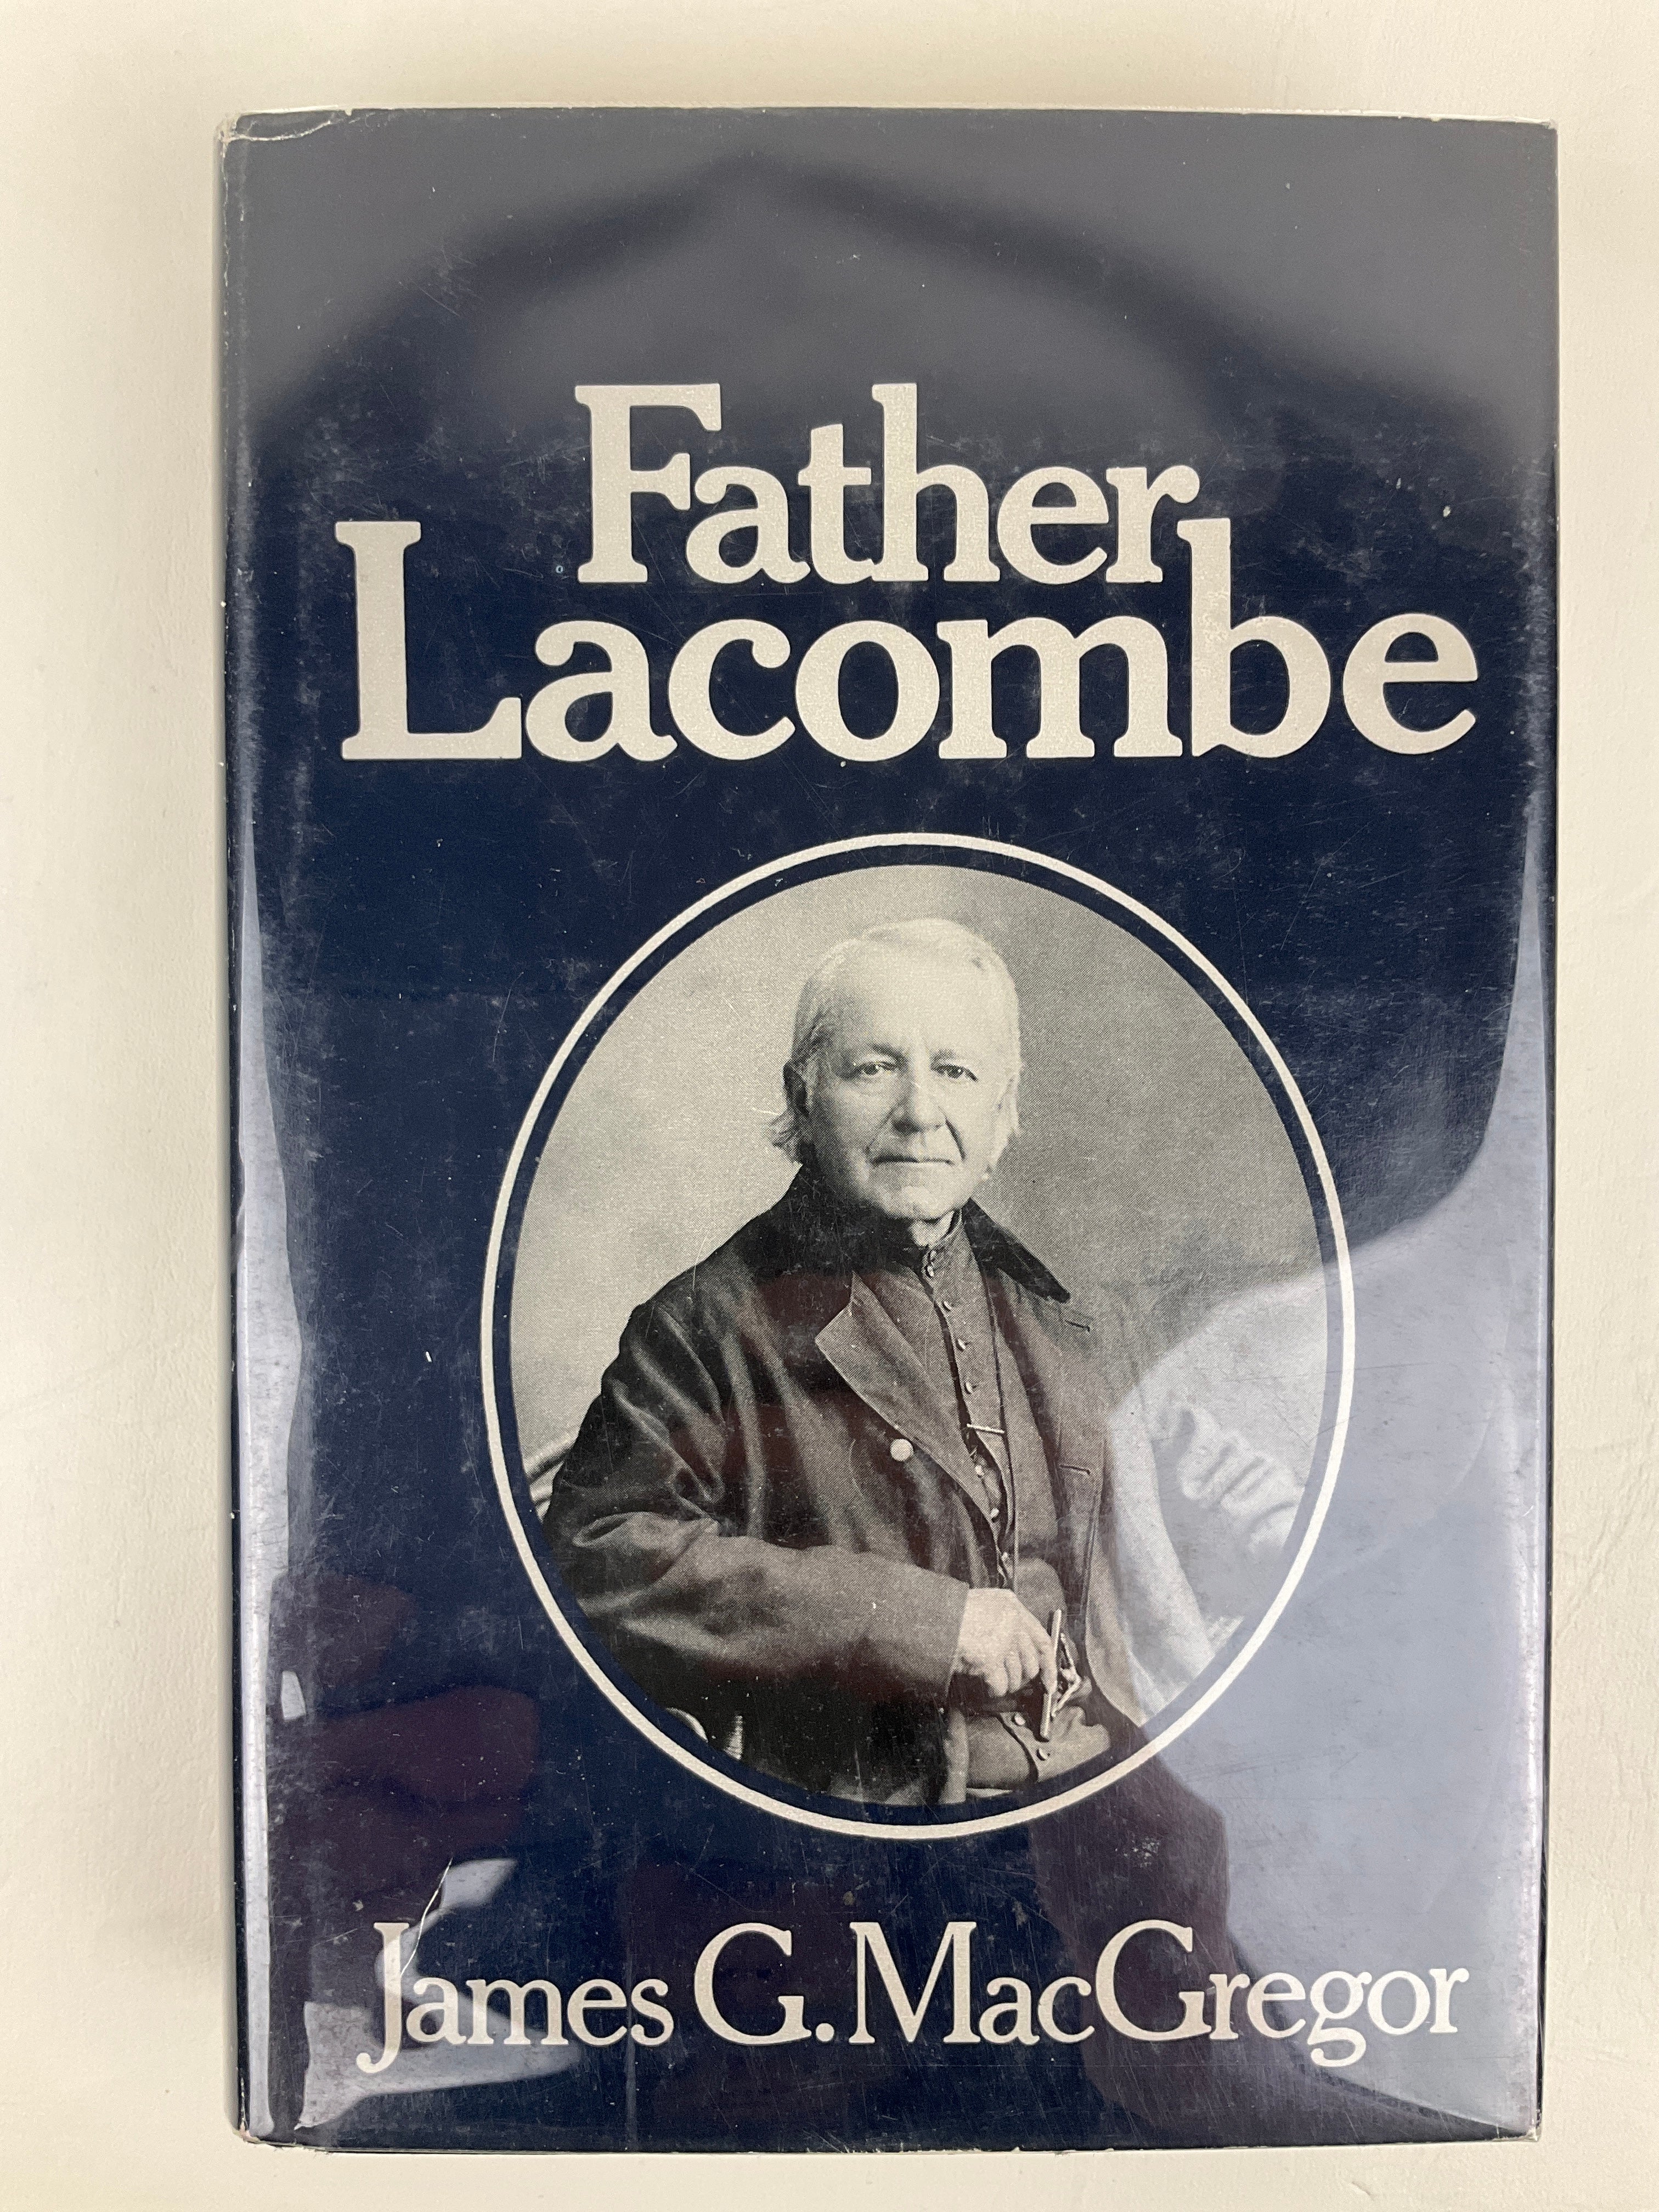 Father
Lacombe
James G. MacGregor